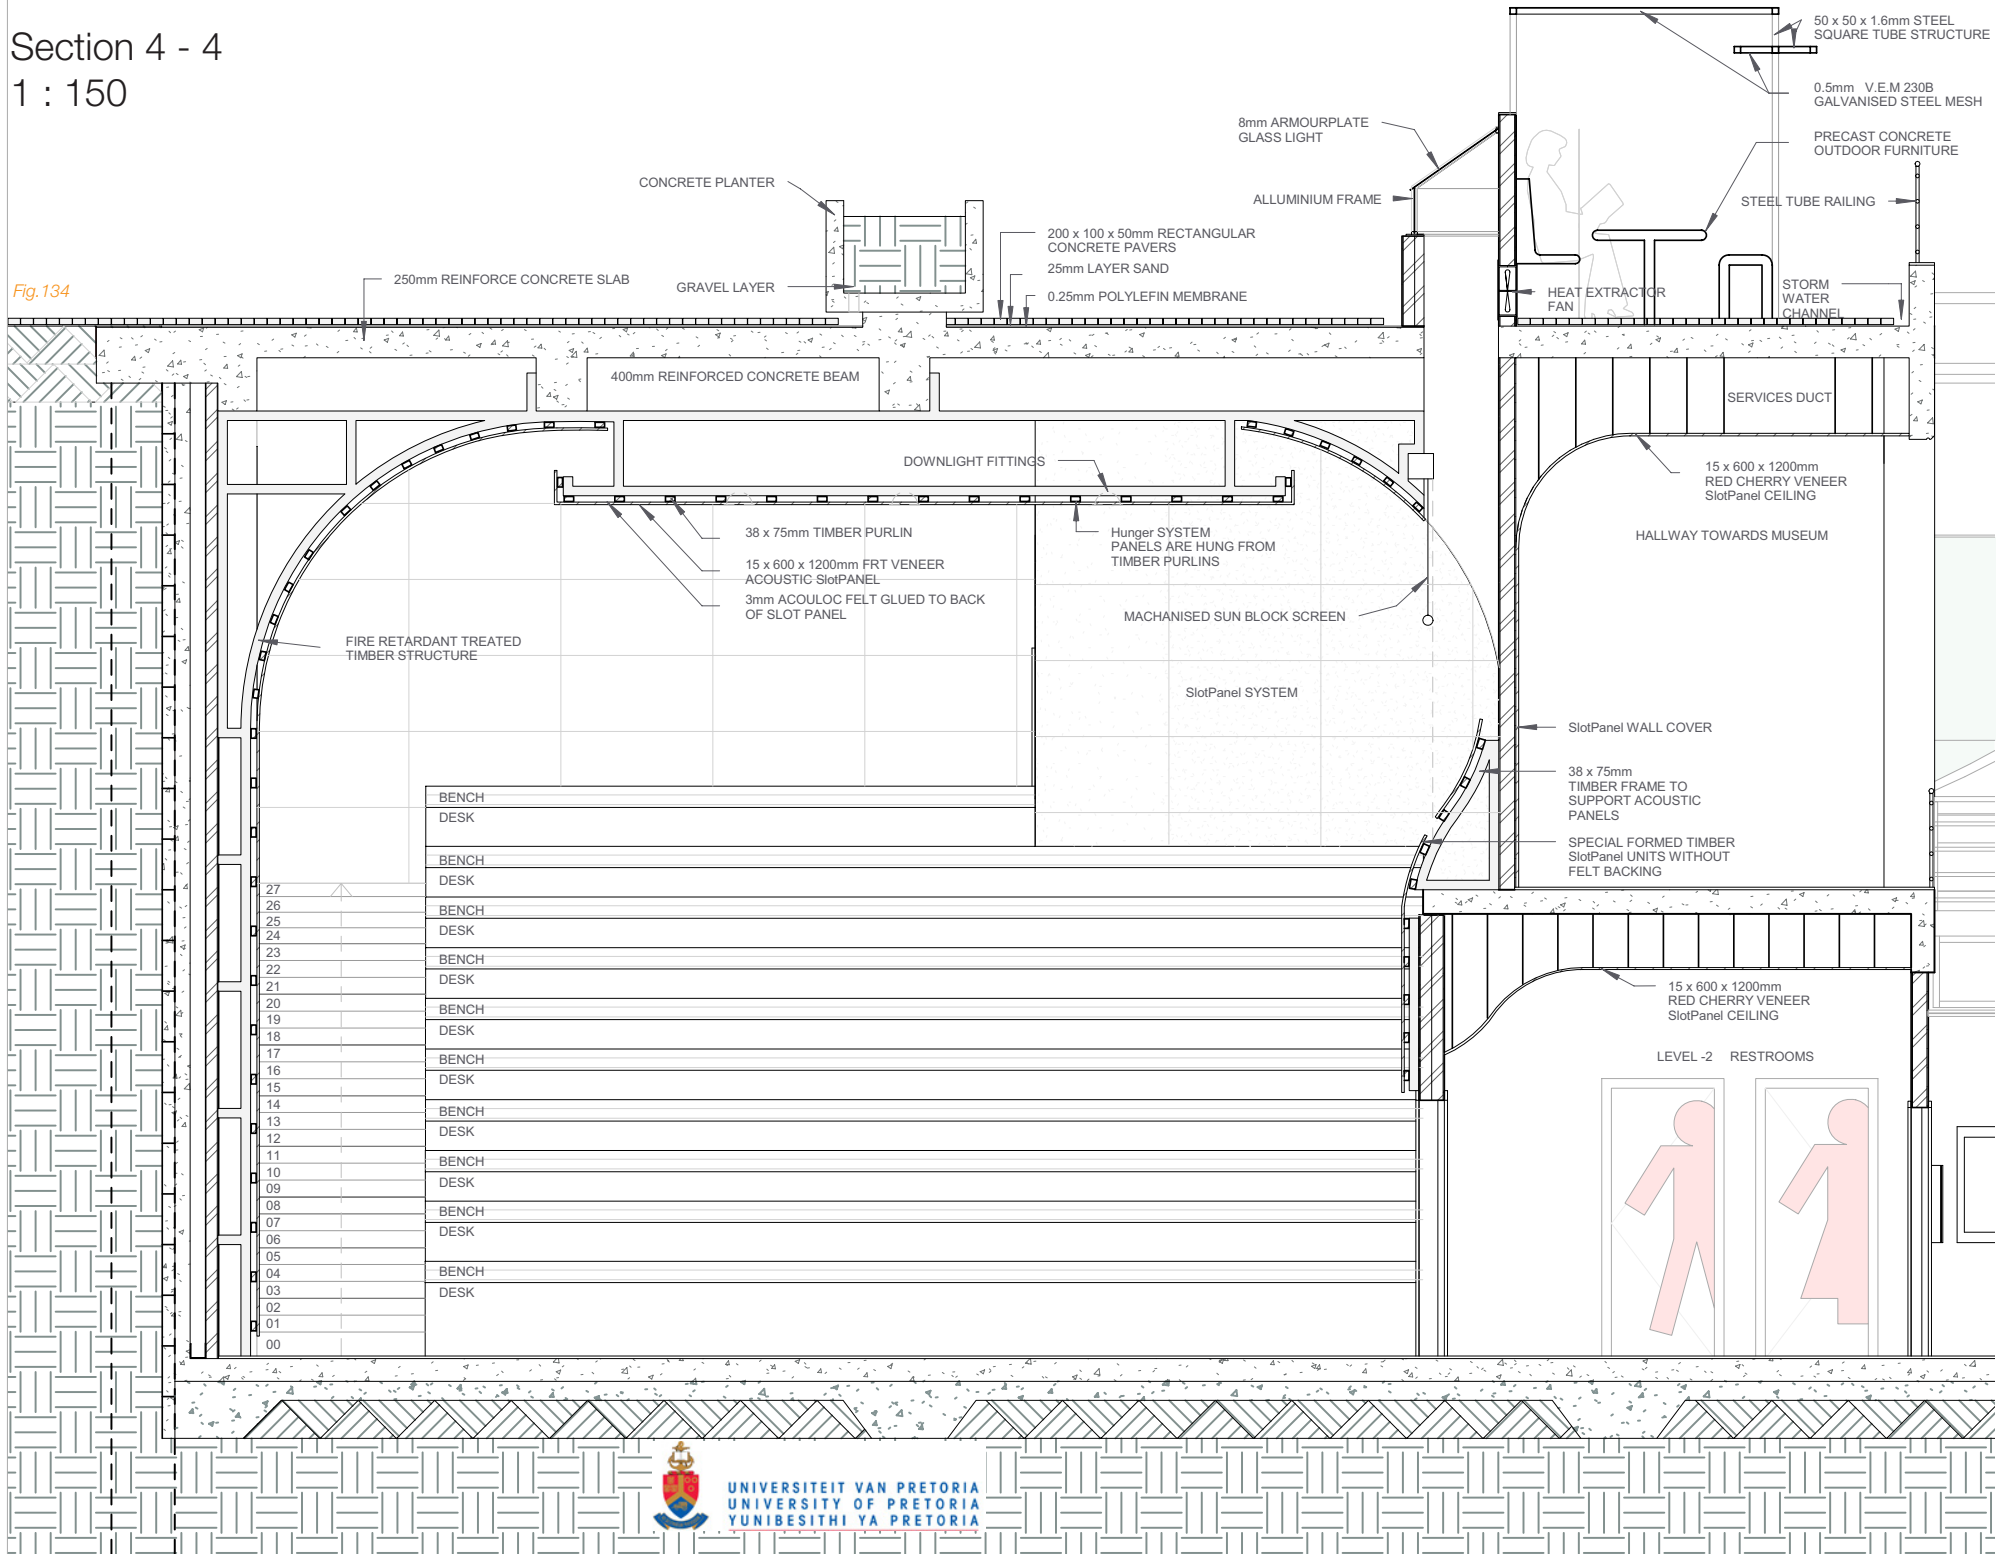 Section 4 - 4
1 : 150
Fig.134
50 x 50 x 1.6mm STEEL
SQUARE TUBE STRUCTURE
0.5mm V.E.M 230B
GALVANISED STEEL MESH
PRECAST CONCRETE
OUTDOOR FURNITURE
8mm ARMOURPLATE
GLASS LIGHT
ALLUMINIUM FRAME
STEEL TUBE RAILING
CONCRETE PLANTER
200 x 100 x 50mm RECTANGULAR
CONCRETE PAVERS
25mm LAYER SAND
0.25mm POLYLEFIN MEMBRANE
250mm REINFORCE CONCRETE SLAB
GRAVEL LAYER
HEAT EXTRACTOR
FAN
STORM
WATER
CHANNEL
400mm REINFORCED CONCRETE BEAM
SERVICES DUCT
DOWNLIGHT FITTINGS
15 x 600 x 1200mm
RED CHERRY VENEER
SlotPanel CEILING
38 x 75mm TIMBER PURLIN
15 x 600 x 1200mm FRT VENEER
ACOUSTIC SlotPANEL
3mm ACOULOC FELT GLUED TO BACK
OF SLOT PANEL
Hunger SYSTEM
PANELS ARE HUNG FROM
TIMBER PURLINS
HALLWAY TOWARDS MUSEUM
MACHANISED SUN BLOCK SCREEN
FIRE RETARDANT TREATED
TIMBER STRUCTURE
SlotPanel SYSTEM
SlotPanel WALL COVER
38 x 75mm
TIMBER FRAME TO
SUPPORT ACOUSTIC
PANELS
SPECIAL FORMED TIMBER
SlotPanel UNITS WITHOUT
FELT BACKING
BENCH
DESK
BENCH
DESK
BENCH
DESK
BENCH
DESK
BENCH
DESK
BENCH
DESK
BENCH
DESK
BENCH
DESK
BENCH
DESK
BENCH
DESK
27
26
25
24
23
22
21
20
19
18
17
16
15
14
13
12
11
10
09
08
07
06
05
04
03
02
01
00
15 x 600 x 1200mm
RED CHERRY VENEER
SlotPanel CEILING
LEVEL -2 RESTROOMS
UNIVERSITEIT VAN PRETORIA
UNIVERSITY OF PRETORIA
YUNIBESITHI YA PRETORIA